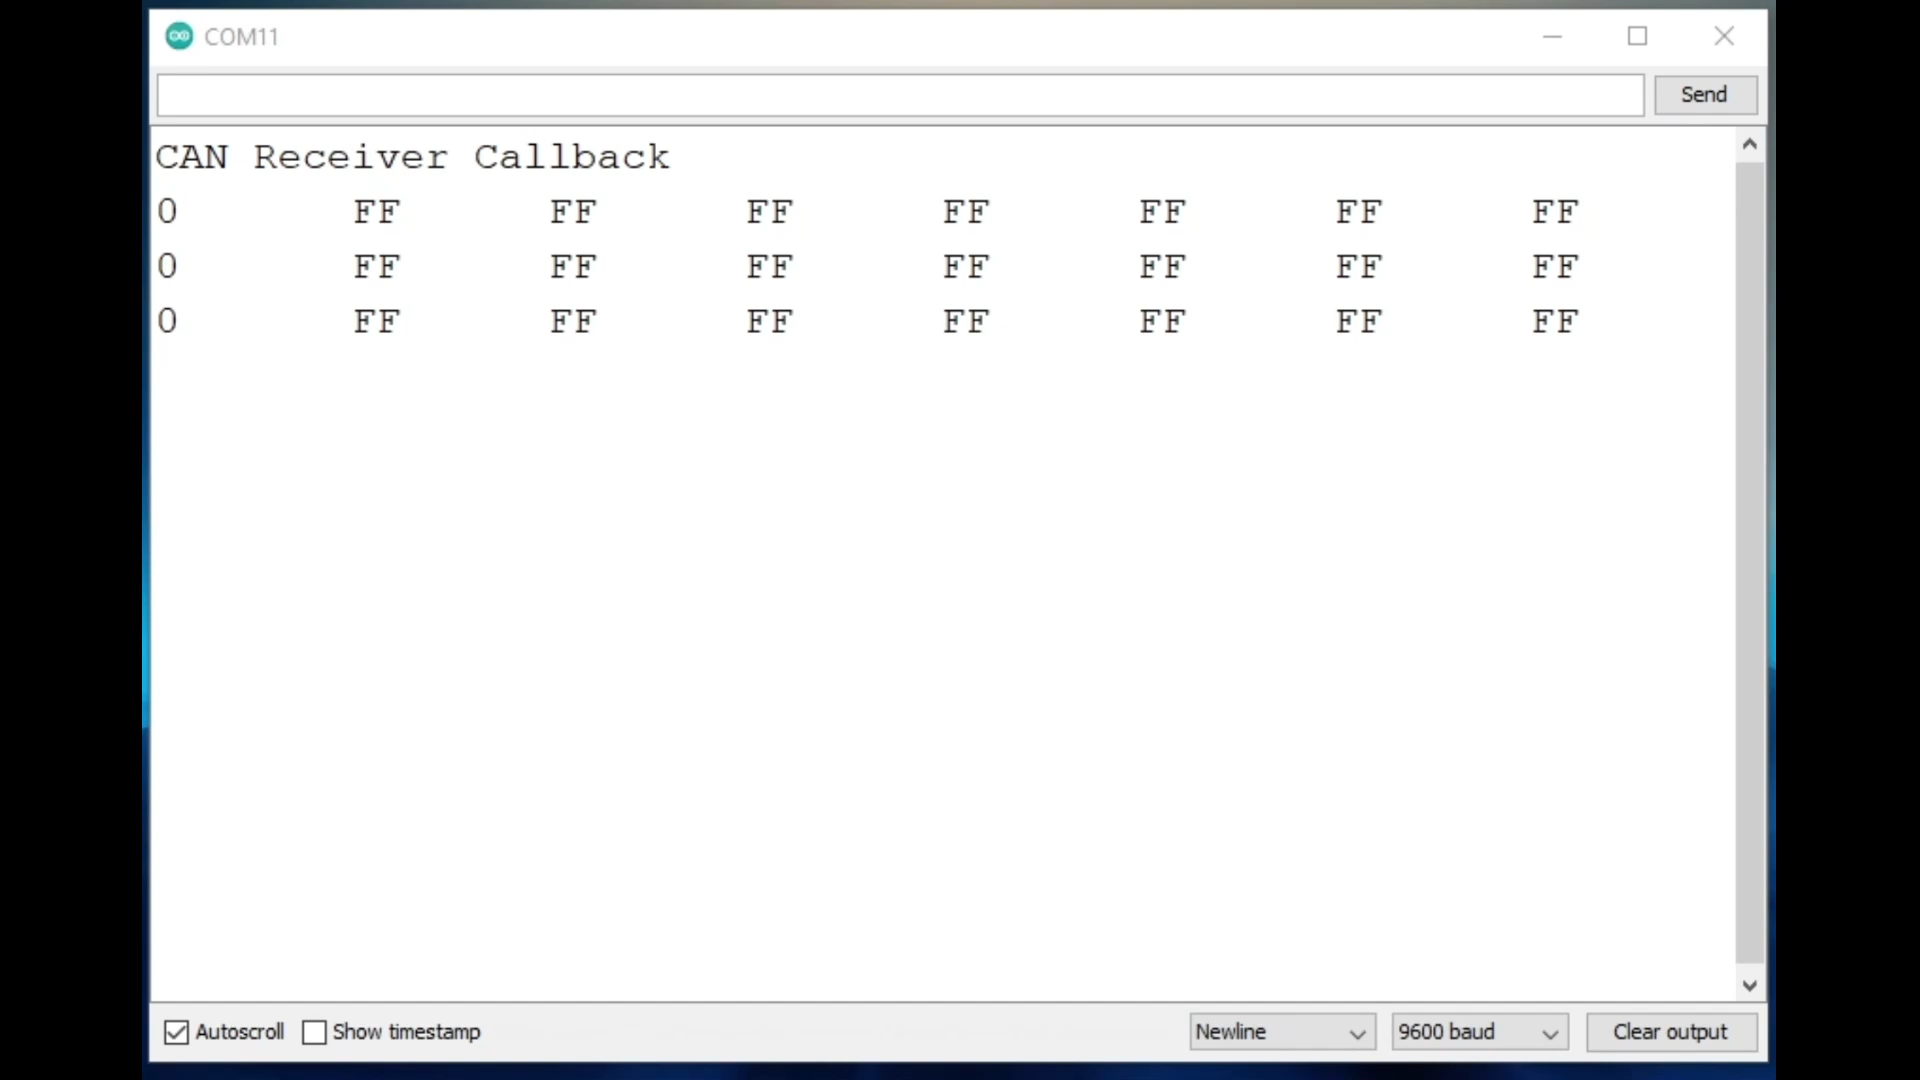 COM11
Send
CAN Receiver Callback
0 FF FF FF FF FF FF FF
0 FF FF FF FF FF FF FF
0 FF FF FF FF FF FF FF
Autoscroll Show timestamp Newline 9600 baud Clear output